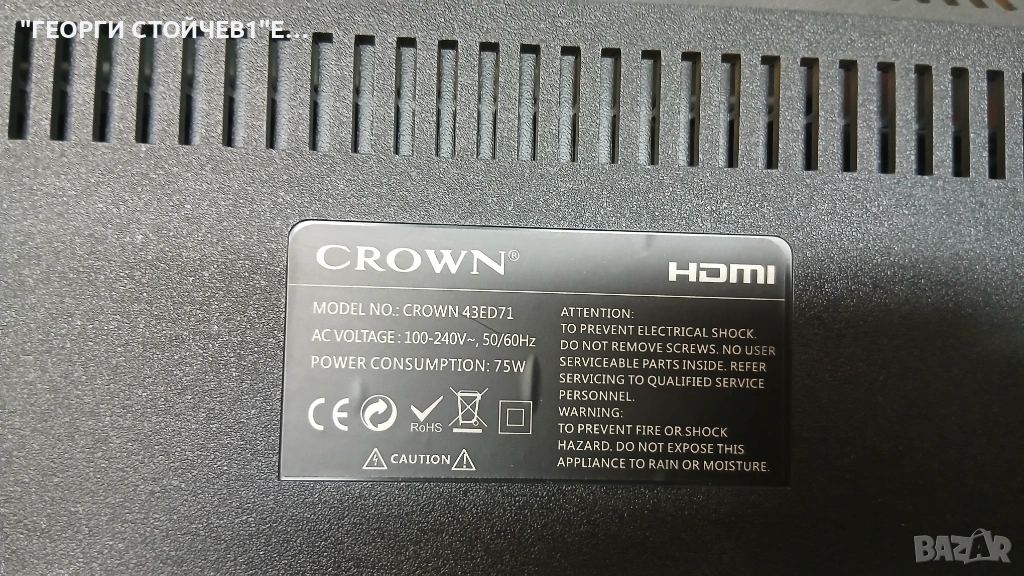 "ГЕОРГИ СТОЙЧЕВ1"Е...
CROWN®
HDMI
MODEL NO.: CROWN 43ED71
AC VOLTAGE : 100-240V~, 50/60Hz
POWER CONSUMPTION: 75W
CE
RoHS
CAUTION
ATTENTION:
TO PREVENT ELECTRICAL SHOCK.
DO NOT REMOVE SCREWS. NO USER
SERVICEABLE PARTS INSIDE. REFER
SERVICING TO QUALIFIED SERVICE
PERSONNEL.
WARNING:
TO PREVENT FIRE OR SHOCK
HAZARD. DO NOT EXPOSE THIS
APPLIANCE TO RAIN OR MOISTURE.
BAZAR